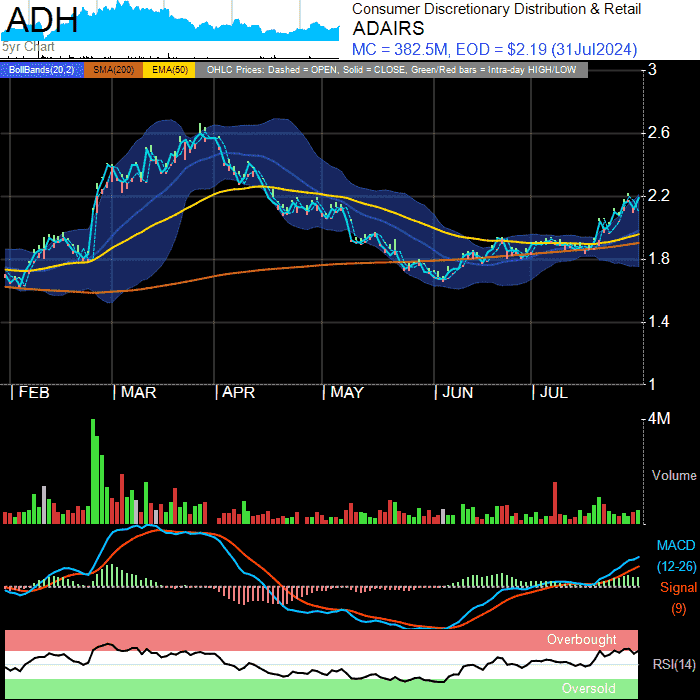 ADH
5yr Chart
Consumer Discretionary Distribution & Retail
ADAIRS
MC = 382.5M, EOD = $2.19 (31Jul2024)
BollBands(20,2) SMA(200) EMA(50) OHLC Prices: Dashed = OPEN, Solid = CLOSE, Green/Red bars = Intra-day HIGH/LOW
3
2.6
2.2
1.8
1.4
1
| FEB | MAR | APR | MAY | JUN | JUL
4M
Volume
MACD
(12-26)
Signal
(9)
Overbought
RSI(14)
Oversold